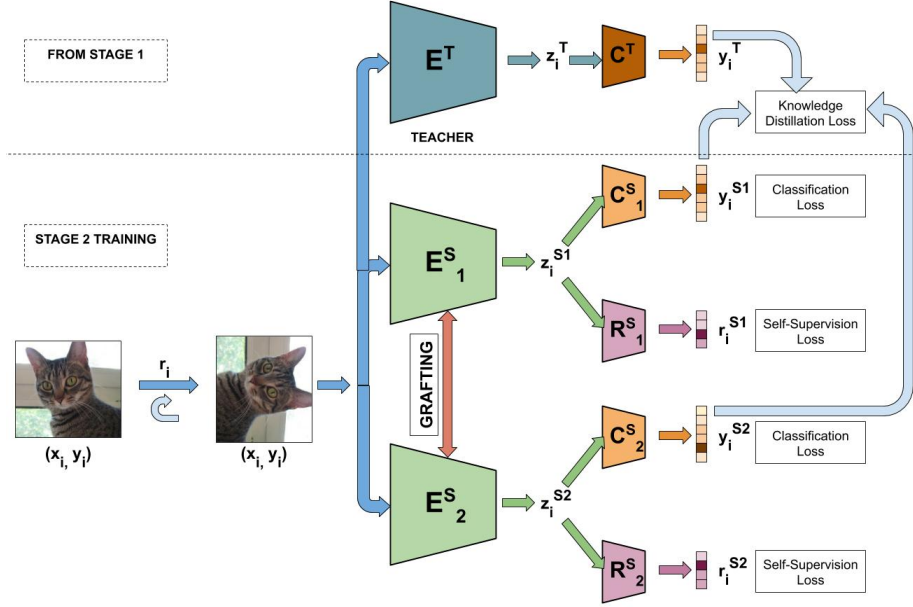 FROM STAGE 1
E^T
z_i^T
C^T
y_i^T
Knowledge
Distillation Loss
TEACHER
STAGE 2 TRAINING
E^S_1
z_i^S1
C^S_1
y_i^S1
Classification
Loss
R^S_1
r_i^S1
Self-Supervision
Loss
GRAFTING
r_i
(x_i, y_i)
(x_i, y_i)
E^S_2
z_i^S2
C^S_2
y_i^S2
Classification
Loss
R^S_2
r_i^S2
Self-Supervision
Loss